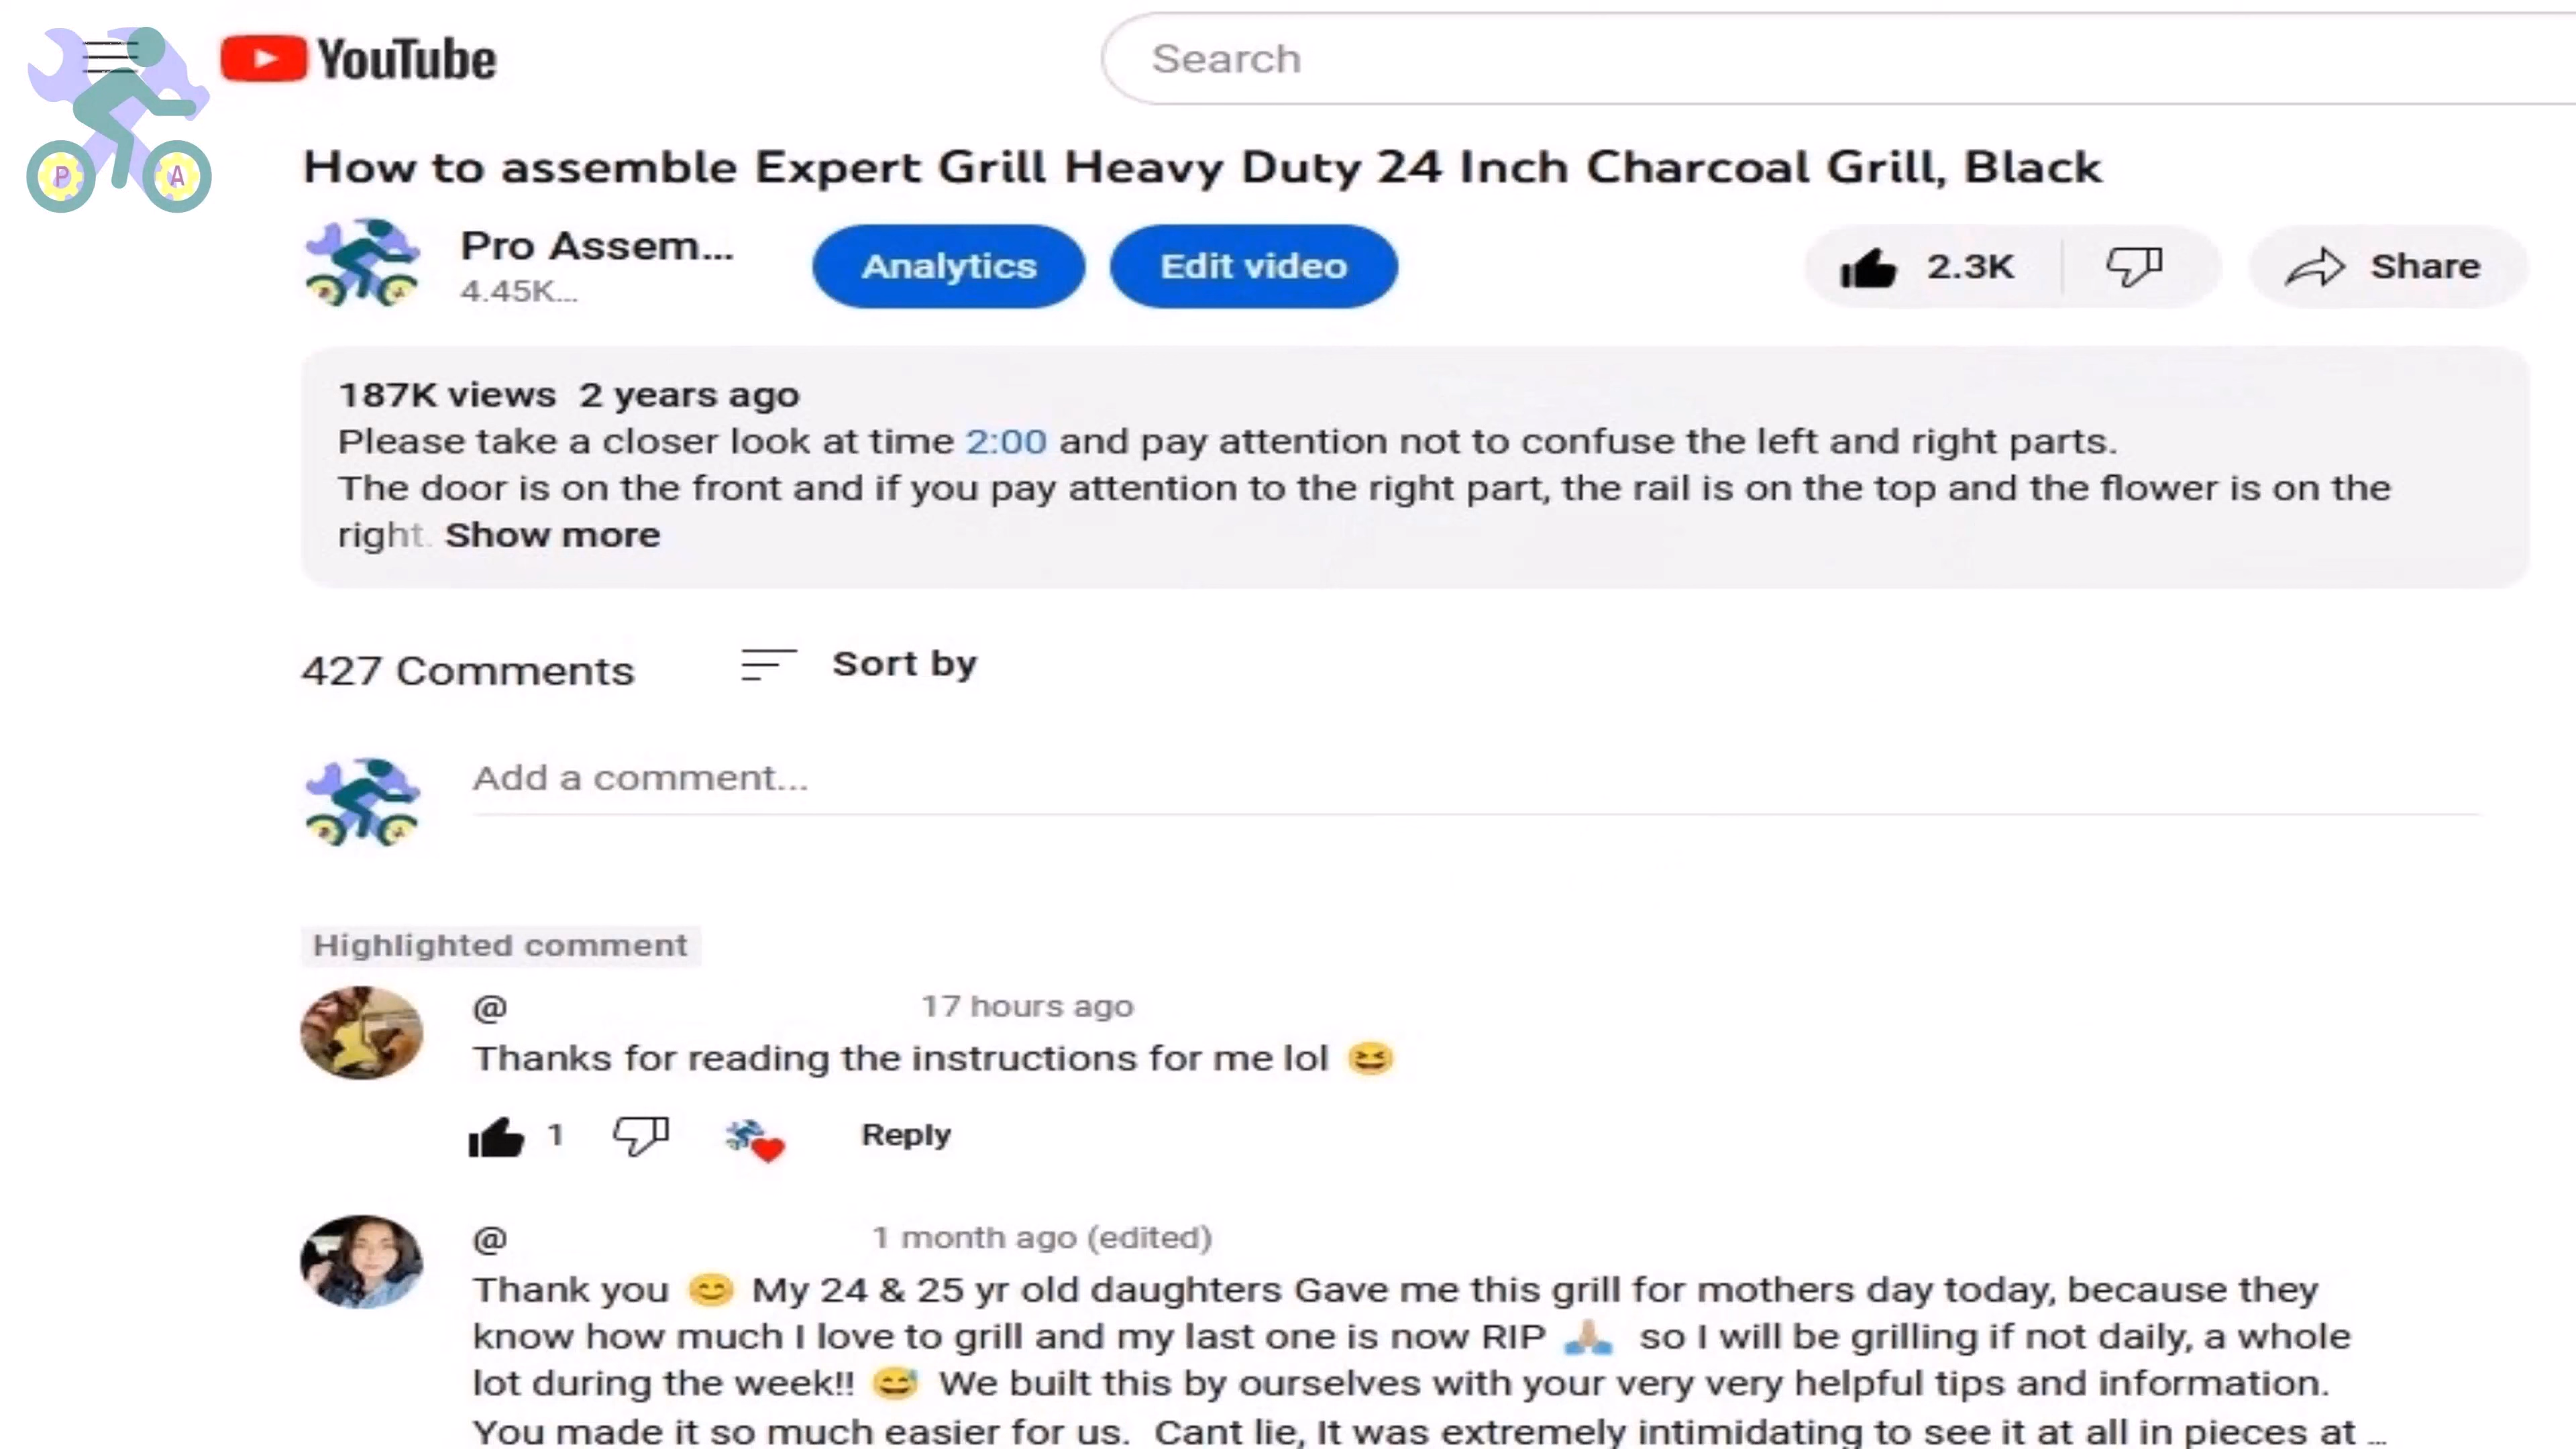 YouTube
Search
How to assemble Expert Grill Heavy Duty 24 Inch Charcoal Grill, Black
Pro Assem...
4.45K...
Analytics
Edit video
2.3K
Share
187K views 2 years ago
Please take a closer look at time 2:00 and pay attention not to confuse the left and right parts.
The door is on the front and if you pay attention to the right part, the rail is on the top and the flower is on the
right. Show more
427 Comments
Sort by
Add a comment...
Highlighted comment
@ 17 hours ago
Thanks for reading the instructions for me lol 😆
1
Reply
@ 1 month ago (edited)
Thank you 😊 My 24 & 25 yr old daughters Gave me this grill for mothers day today, because they
know how much I love to grill and my last one is now RIP 🙏🏼 so I will be grilling if not daily, a whole
lot during the week!! 😅 We built this by ourselves with your very very helpful tips and information.
You made it so much easier for us. Cant lie, It was extremely intimidating to see it at all in pieces at ...
P A